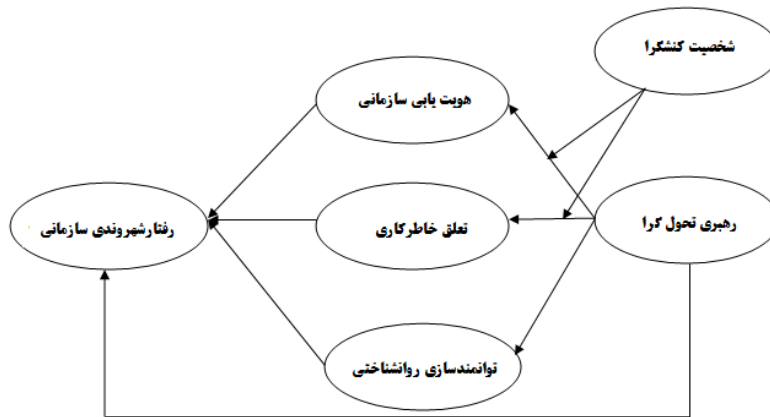 شخصیت کنشگرا
هویت یابی سازمانی
رهبری تحول گرا
تعلق خاطرکاری
رفتارشهروندی سازمانی
توانمندسازی روانشناختی